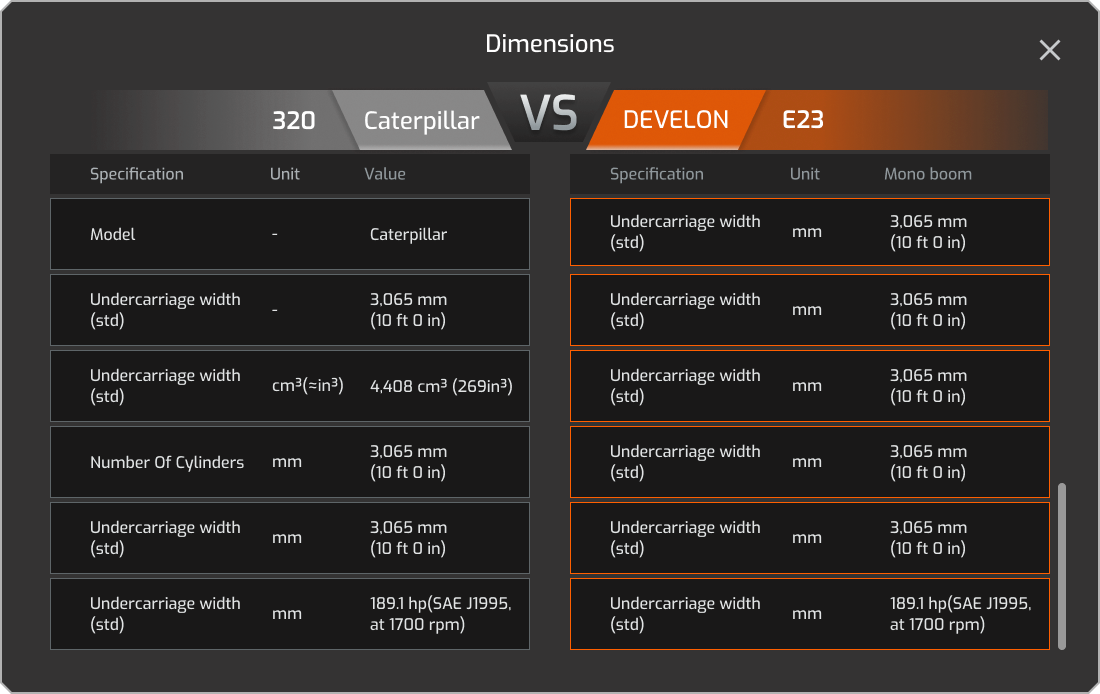 Dimensions
320 Caterpillar VS DEVELON E23
Specification Unit Value
Model - Caterpillar
Undercarriage width
(std)
-
3,065 mm
(10 ft 0 in)
Undercarriage width
(std)
cm³(≈in³)
4,408 cm³ (269in³)
Number Of Cylinders
mm
3,065 mm
(10 ft 0 in)
Undercarriage width
(std)
mm
3,065 mm
(10 ft 0 in)
Undercarriage width
(std)
mm
189.1 hp(SAE J1995,
at 1700 rpm)
Specification Unit Mono boom
Undercarriage width
(std)
mm
3,065 mm
(10 ft 0 in)
Undercarriage width
(std)
mm
3,065 mm
(10 ft 0 in)
Undercarriage width
(std)
mm
3,065 mm
(10 ft 0 in)
Undercarriage width
(std)
mm
3,065 mm
(10 ft 0 in)
Undercarriage width
(std)
mm
3,065 mm
(10 ft 0 in)
Undercarriage width
(std)
mm
189.1 hp(SAE J1995,
at 1700 rpm)